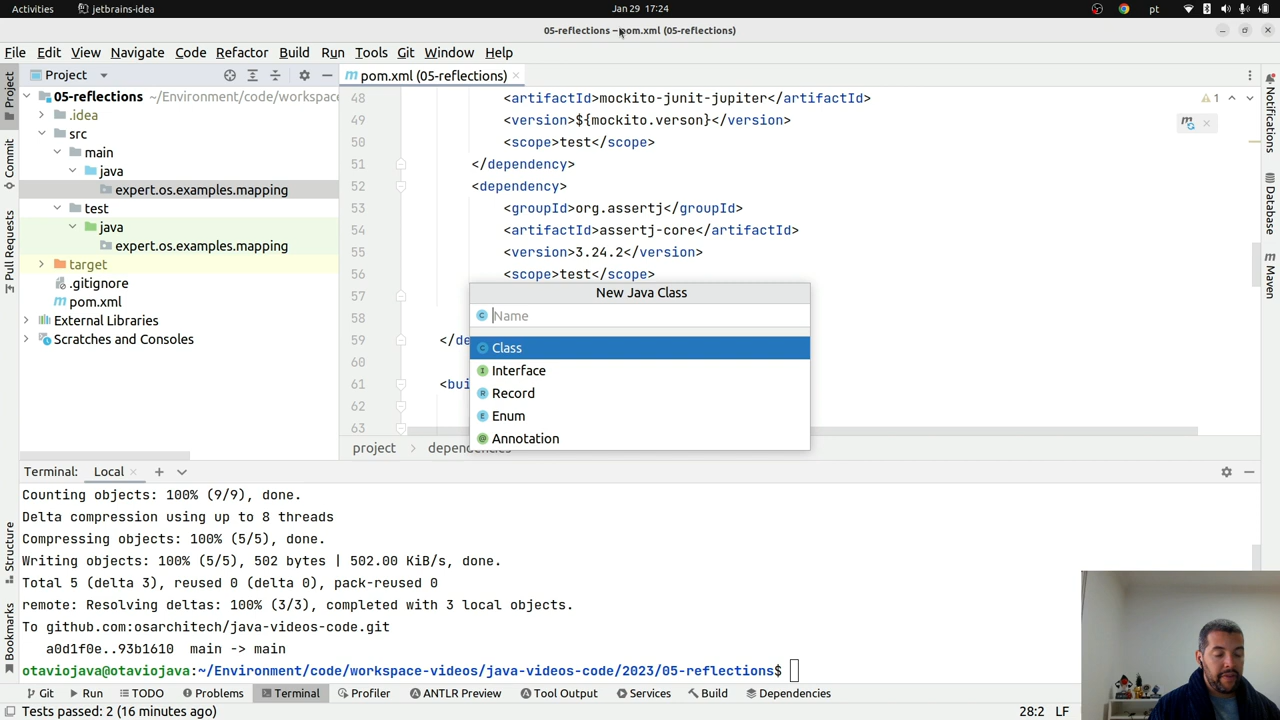 Activities
jetbrains-idea
Jan 29 17:24
pt
05-reflections – pom.xml (05-reflections)
File Edit View Navigate Code Refactor Build Run Tools Git Window Help
Project
pom.xml (05-reflections)
Project
Commit
Pull Requests
Structure
Bookmarks
05-reflections ~/Environment/code/workspace
.idea
src
main
java
expert.os.examples.mapping
test
java
expert.os.examples.mapping
target
.gitignore
pom.xml
External Libraries
Scratches and Consoles
48 <artifactId>mockito-junit-jupiter</artifactId>
49 <version>${mockito.verson}</version>
50 <scope>test</scope>
51 </dependency>
52 <dependency>
53 <groupId>org.assertj</groupId>
54 <artifactId>assertj-core</artifactId>
55 <version>3.24.2</version>
56 <scope>test</scope>
57
58
59 </de
60
61 <bui
62
63
1
New Java Class
Name
Class
Interface
Record
Enum
Annotation
project
dependencies
Notifications
Database
Maven
Terminal: Local
Counting objects: 100% (9/9), done.
Delta compression using up to 8 threads
Compressing objects: 100% (5/5), done.
Writing objects: 100% (5/5), 502 bytes | 502.00 KiB/s, done.
Total 5 (delta 3), reused 0 (delta 0), pack-reused 0
remote: Resolving deltas: 100% (3/3), completed with 3 local objects.
To github.com:osarchitech/java-videos-code.git
a0d1f0e..93b1610 main -> main
otaviojava@otaviojava:~/Environment/code/workspace-videos/java-videos-code/2023/05-reflections$
Git Run TODO Problems Terminal Profiler ANTLR Preview Tool Output Services Build Dependencies
Tests passed: 2 (16 minutes ago)
28:2 LF